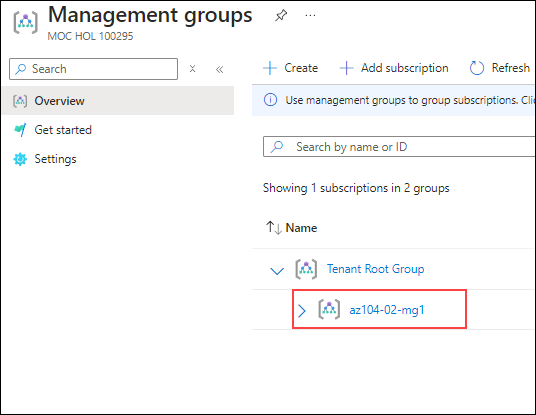 Management groups
MOC HOL 100295
Search
Overview
Get started
Settings
Create
Add subscription
Refresh
Use management groups to group subscriptions. Clic
Search by name or ID
Showing 1 subscriptions in 2 groups
Name
Tenant Root Group
az104-02-mg1